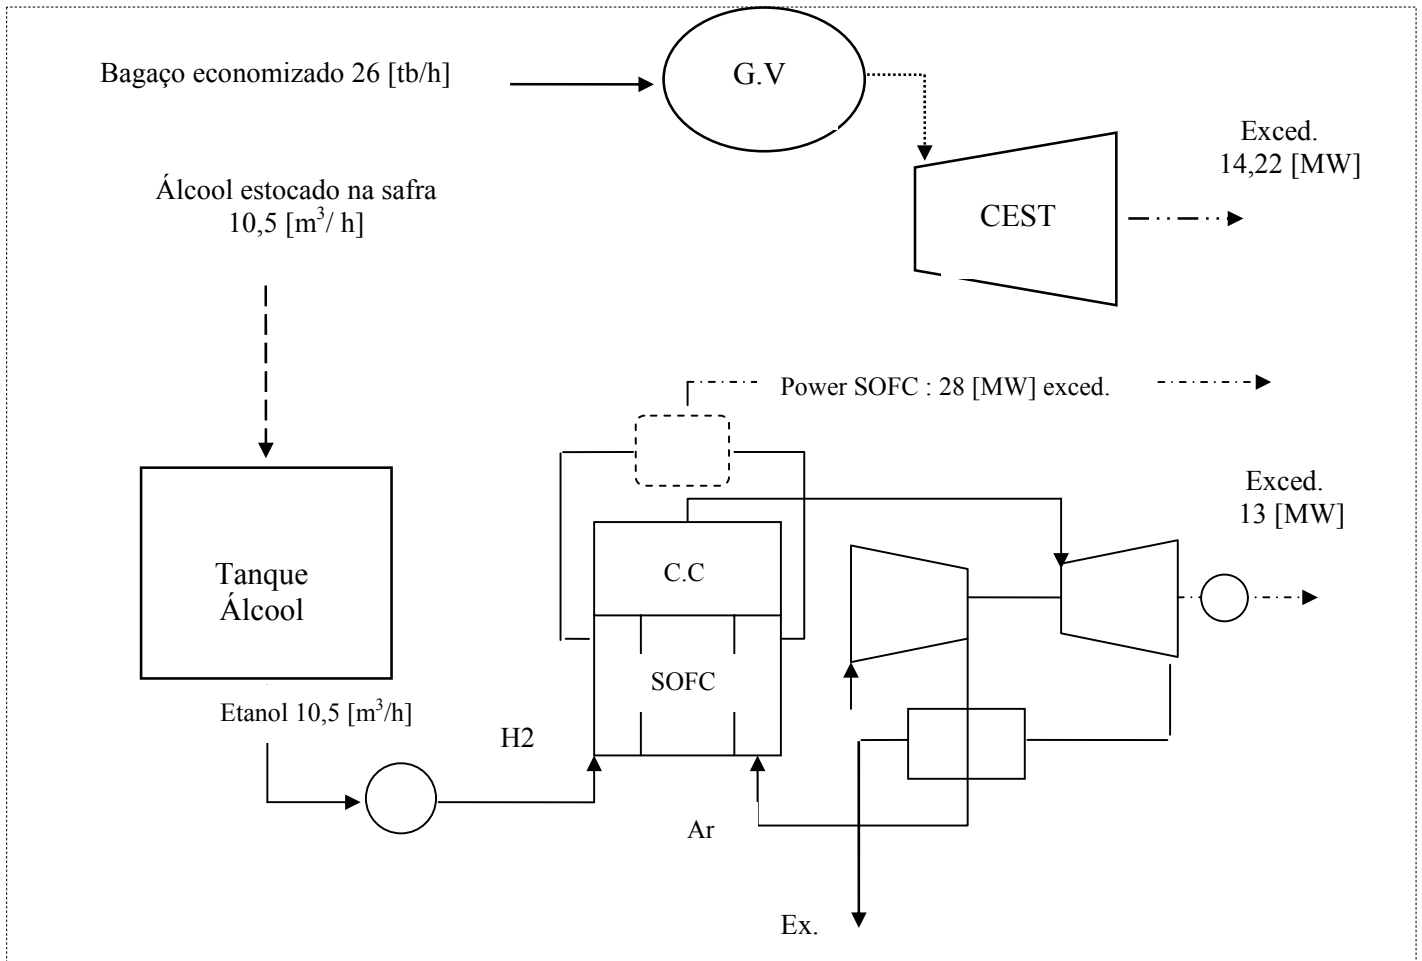 Bagaço economizado 26 [tb/h]
G.V
Exced.
14,22 [MW]
Álcool estocado na safra
10,5 [m³/ h]
CEST
Power SOFC : 28 [MW] exced.
Exced.
13 [MW]
C.C
Tanque
Álcool
SOFC
Etanol 10,5 [m³/h]
H2
Ar
Ex.